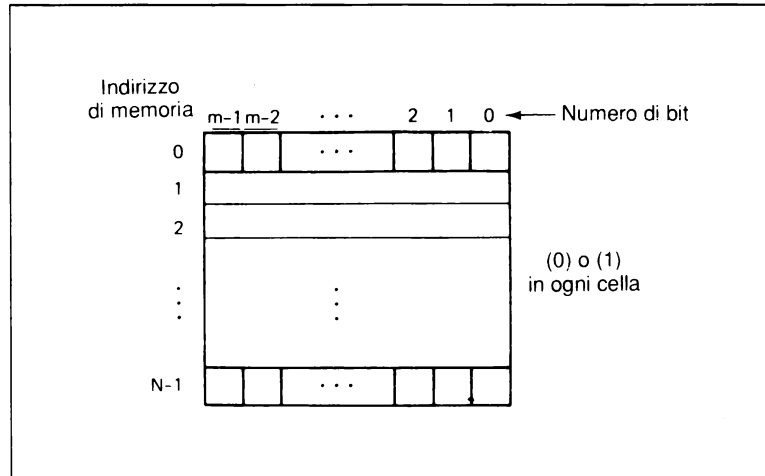 Indirizzo
di memoria
m-1 m-2 ... 2 1 0 Numero di bit
0 ...
1
2
(0) o (1)
in ogni cella
N-1 ...